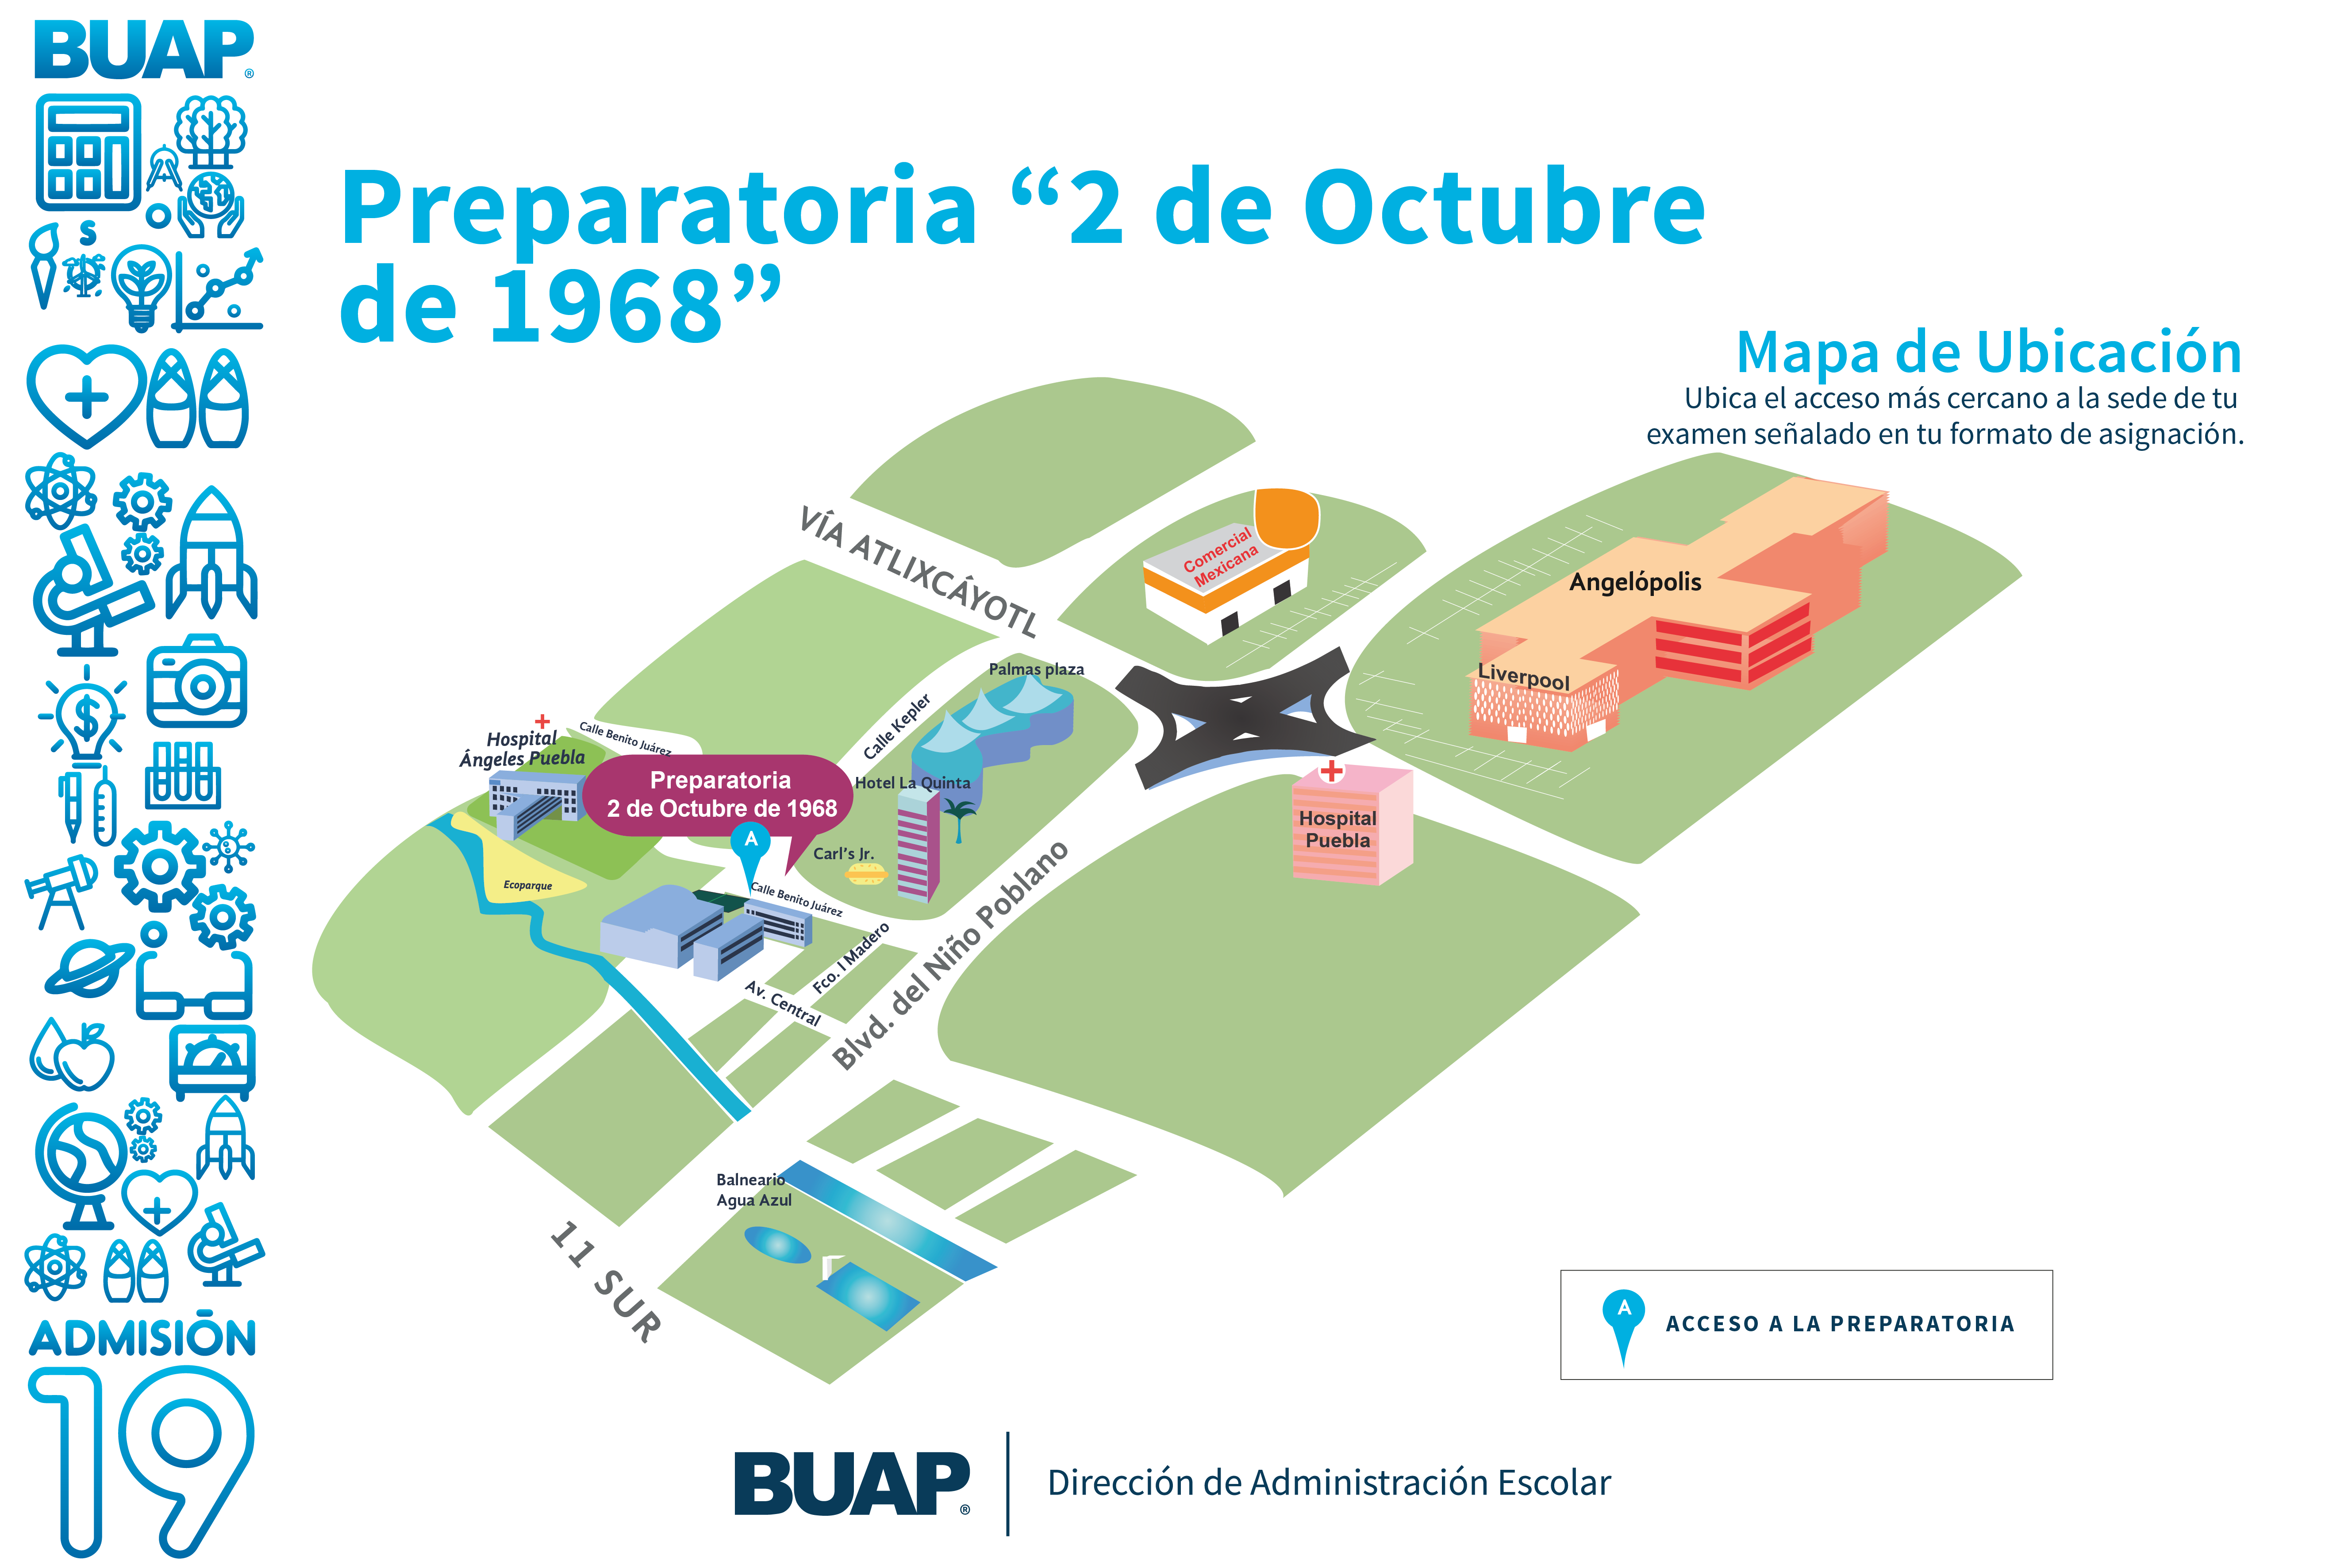 BUAP®
Preparatoria “2 de Octubre
de 1968”
Mapa de Ubicación
Ubica el acceso más cercano a la sede de tu
examen señalado en tu formato de asignación.
VÍA ATLIXCÁYOTL
Comercial
Mexicana
Angelópolis
Liverpool
Palmas plaza
Calle Kepler
Hospital
Ángeles Puebla
Calle Benito Juárez
Preparatoria
2 de Octubre de 1968
A
Hotel La Quinta
Carl's Jr.
Hospital
Puebla
Ecoparque
Calle Benito Juárez
Fco. I Madero
Av. Central
Blvd. del Niño Poblano
Balneario
Agua Azul
11 SUR
A
ACCESO A LA PREPARATORIA
S
$
ADMISIÓN
19
BUAP®
Dirección de Administración Escolar